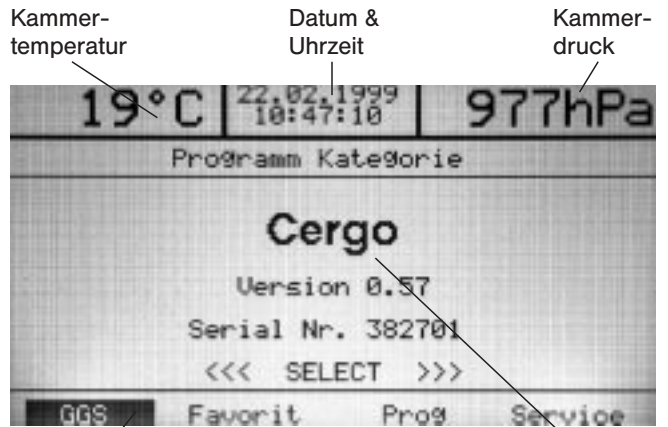 Kammer-
temperatur
Datum &
Uhrzeit
Kammer-
druck
19°C
22.02.1999
10:47:10
977hPa
Programm Kategorie
Cergo
Version 0.57
Serial Nr. 382701
<<< SELECT >>>
GGS Favorit Prog Service